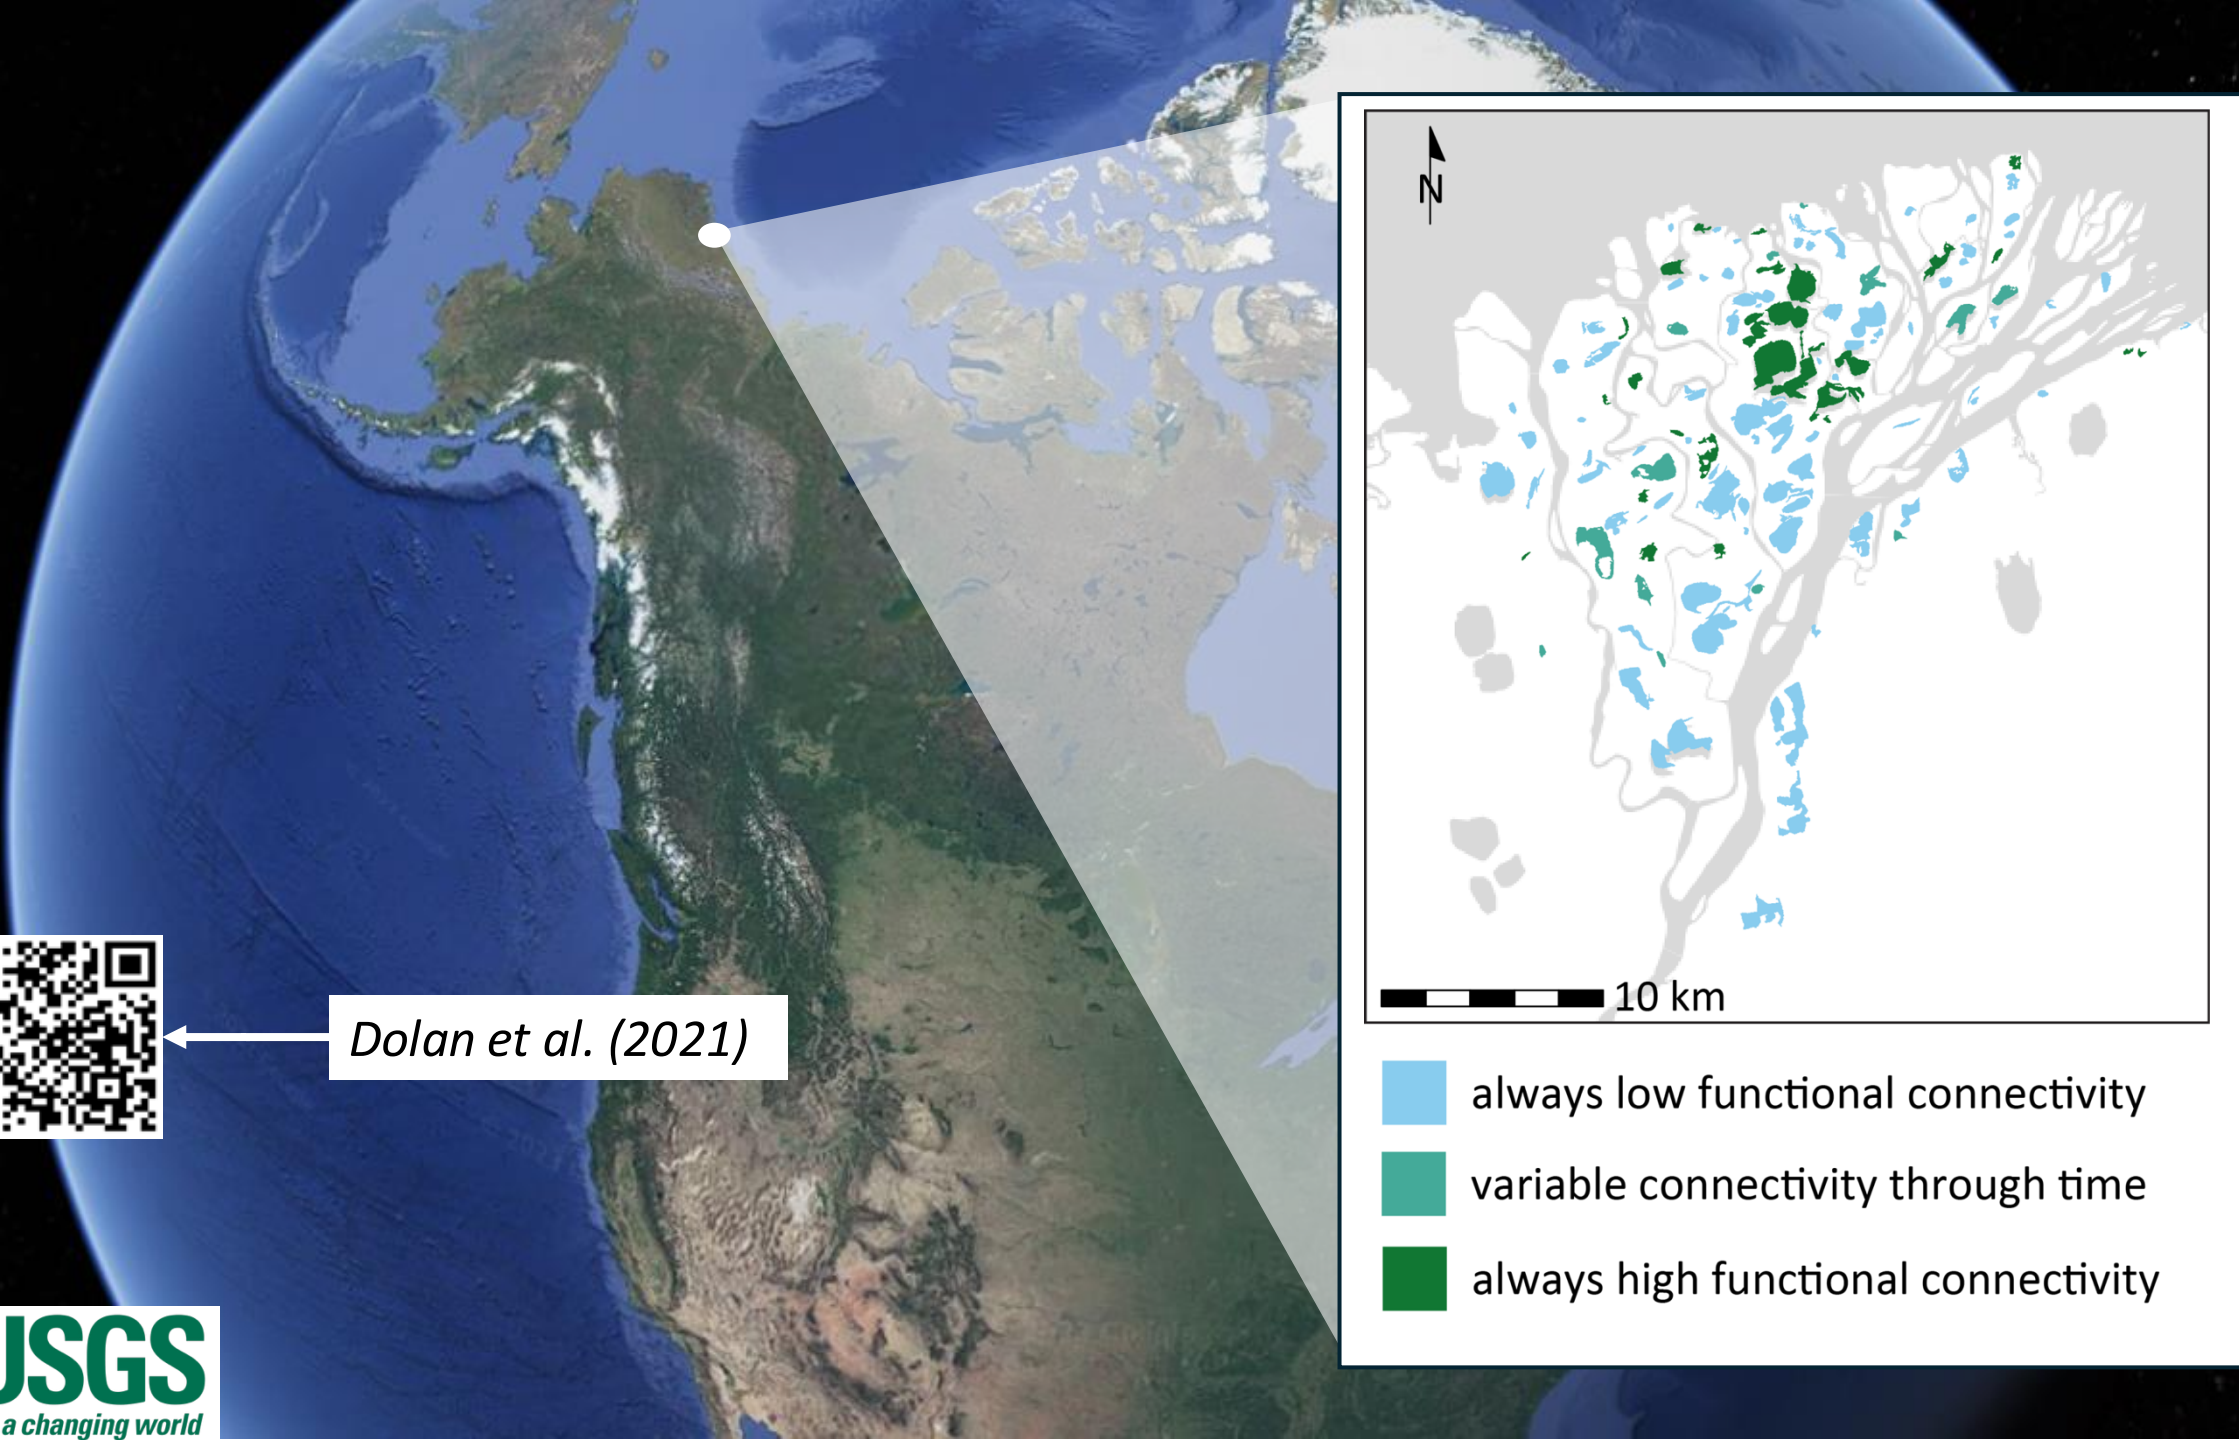 N
10 km
always low functional connectivity
variable connectivity through time
always high functional connectivity
Dolan et al. (2021)
USGS
a changing world